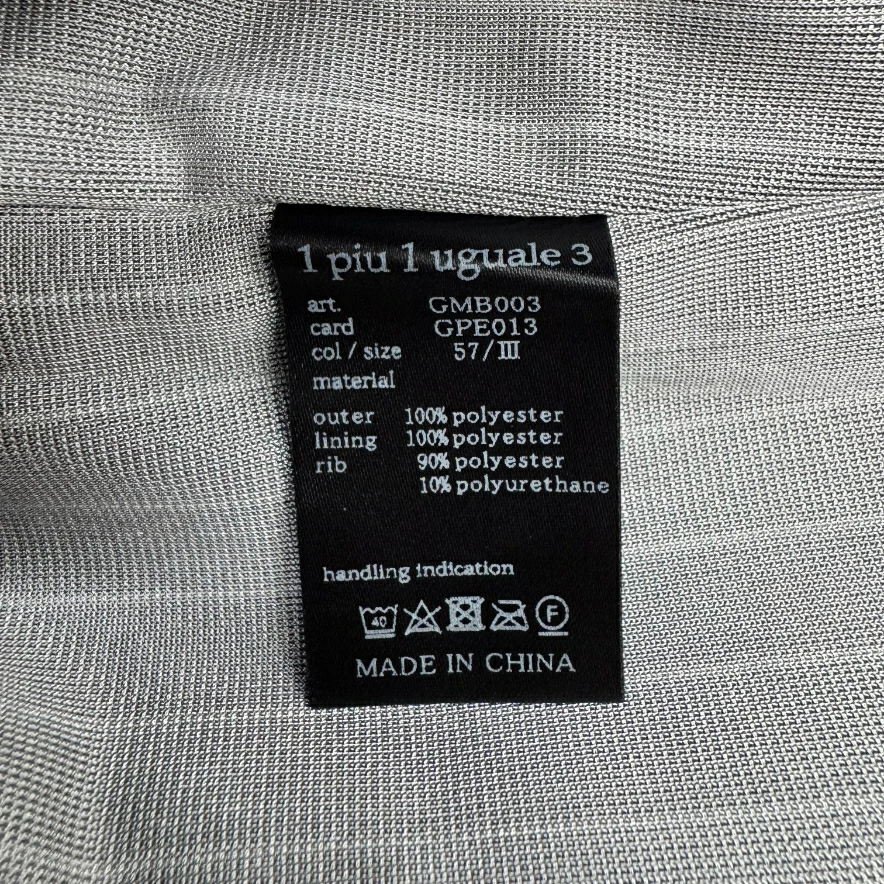 1 piu 1 uguale 3
art. GMB003
card GPE013
col / size 57/Ⅲ
material
outer 100% polyester
lining 100% polyester
rib 90% polyester
10% polyurethane
handling indication
40 F
MADE IN CHINA